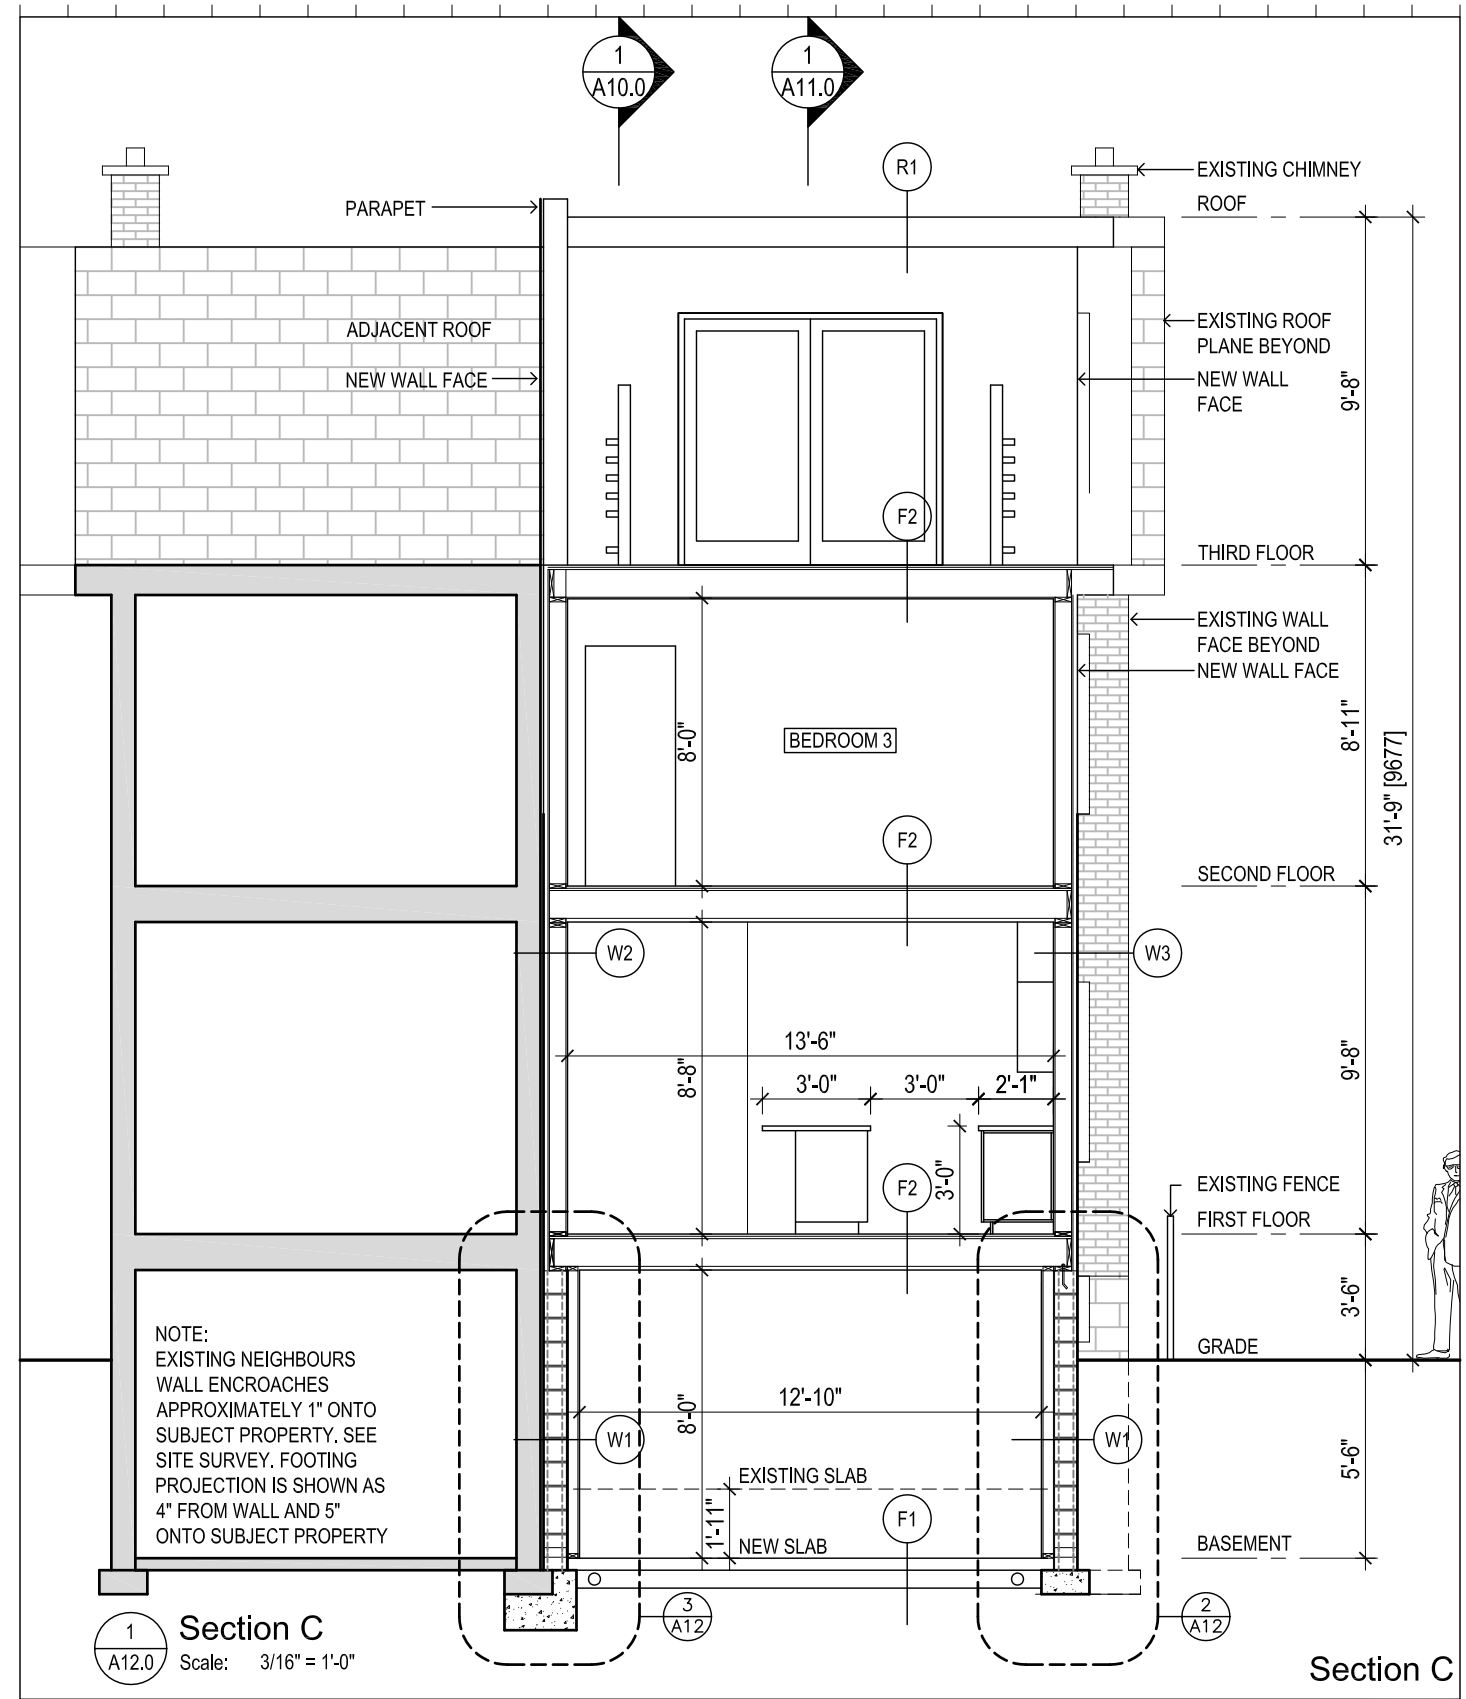 1
A10.0
1
A11.0
R1
EXISTING CHIMNEY
ROOF
PARAPET
ADJACENT ROOF
NEW WALL FACE
EXISTING ROOF
PLANE BEYOND
NEW WALL
FACE
9'-8"
F2
THIRD FLOOR
EXISTING WALL
FACE BEYOND
NEW WALL FACE
8'-0"
BEDROOM 3
8'-11"
31'-9" [9677]
F2
SECOND FLOOR
W2
W3
13'-6"
8'-8"
3'-0"
3'-0"
2'-1"
9'-8"
3'-0"
F2
EXISTING FENCE
FIRST FLOOR
3'-6"
GRADE
NOTE:
EXISTING NEIGHBOURS
WALL ENCROACHES
APPROXIMATELY 1" ONTO
SUBJECT PROPERTY. SEE
SITE SURVEY. FOOTING
PROJECTION IS SHOWN AS
4" FROM WALL AND 5"
ONTO SUBJECT PROPERTY
12'-10"
8'-0"
W1
W1
5'-6"
EXISTING SLAB
1'-11"
F1
NEW SLAB
BASEMENT
3
A12
2
A12
1
A12.0
Section C
Scale: 3/16" = 1'-0"
Section C